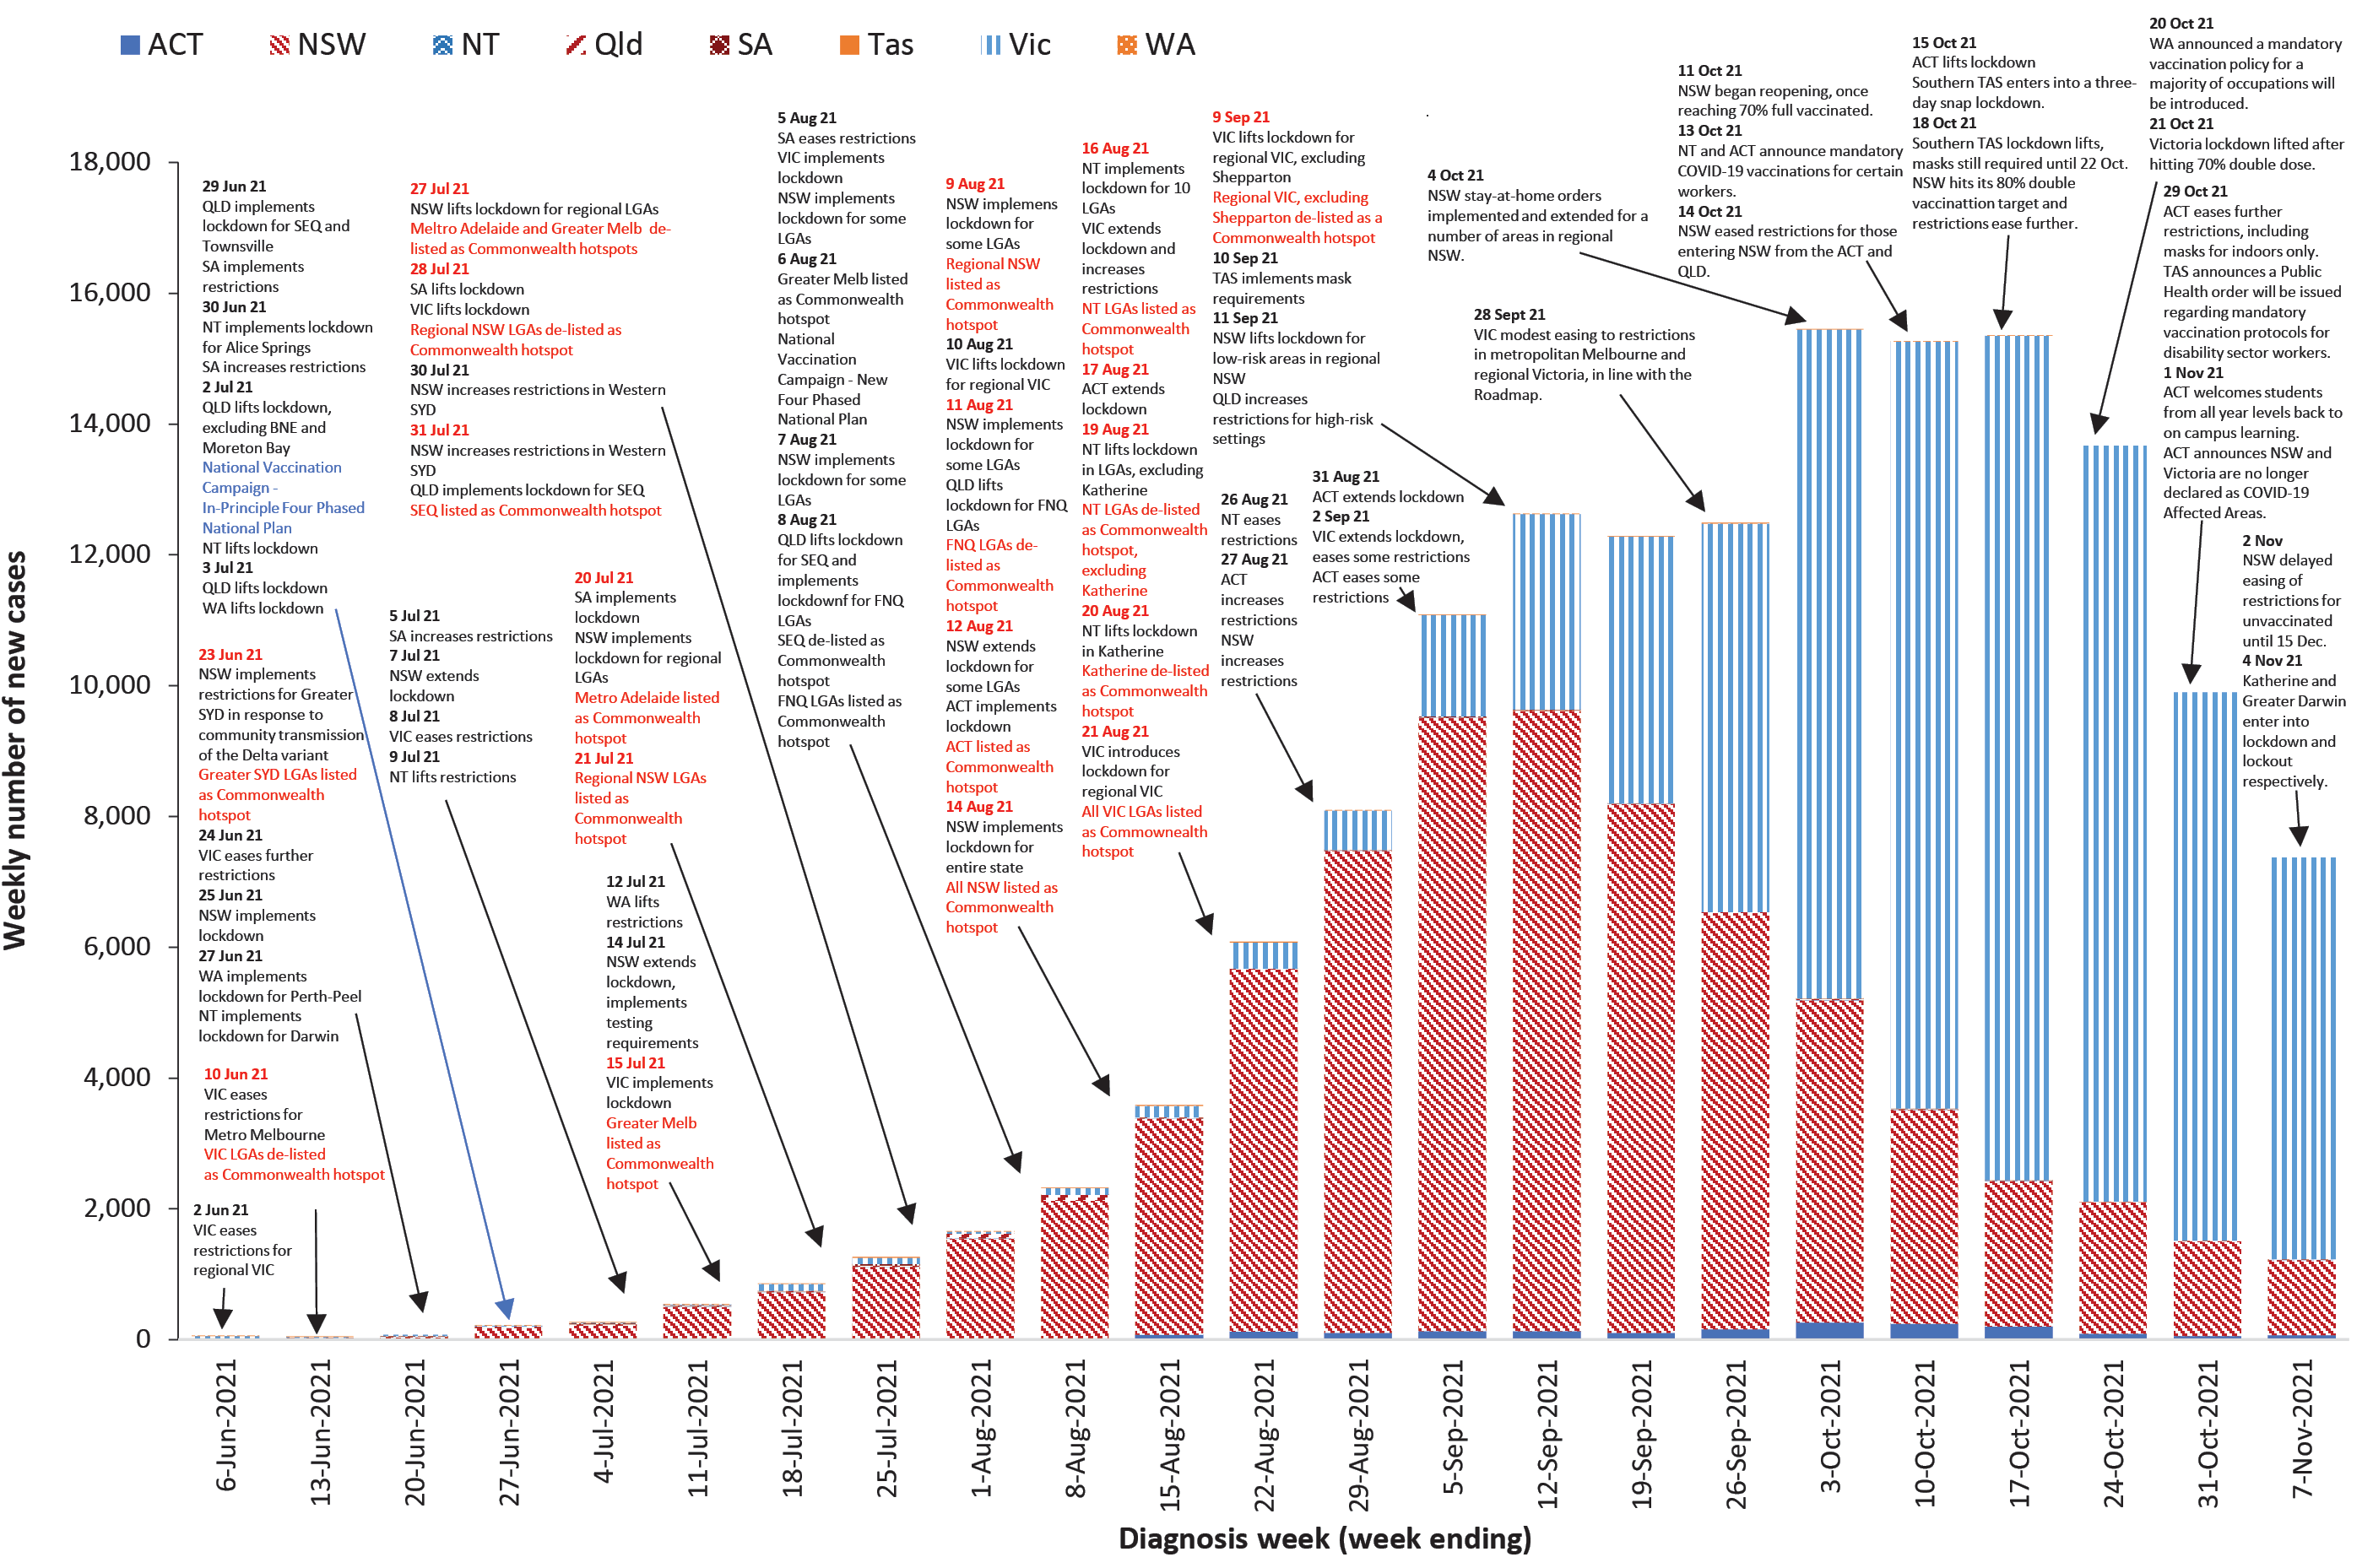 ACT NSW NT Qld SA Tas Vic WA
Weekly number of new cases
18,000
16,000
14,000
12,000
10,000
8,000
6,000
4,000
2,000
0
2 Jun 21
VIC eases
restrictions for
regional VIC
10 Jun 21
VIC eases
restrictions for
Metro Melbourne
VIC LGAs de-listed
as Commonwealth hotspot
23 Jun 21
NSW implements
restrictions for Greater
SYD in response to
community transmission
of the Delta variant
Greater SYD LGAs listed
as Commonwealth
hotspot
24 Jun 21
VIC eases further
restrictions
25 Jun 21
NSW implements
lockdown
27 Jun 21
WA implements
lockdown for Perth-Peel
NT implements
lockdown for Darwin
29 Jun 21
QLD implements
lockdown for SEQ and
Townsville
SA implements
restrictions
30 Jun 21
NT implements lockdown
for Alice Springs
SA increases restrictions
2 Jul 21
QLD lifts lockdown,
excluding BNE and
Moreton Bay
National Vaccination
Campaign -
In-Principle Four Phased
National Plan
NT lifts lockdown
3 Jul 21
QLD lifts lockdown
WA lifts lockdown
5 Jul 21
SA increases restrictions
7 Jul 21
NSW extends
lockdown
8 Jul 21
VIC eases restrictions
9 Jul 21
NT lifts restrictions
12 Jul 21
WA lifts
restrictions
14 Jul 21
NSW extends
lockdown,
implements
testing
requirements
15 Jul 21
VIC implements
lockdown
Greater Melb
listed as
Commonwealth
hotspot
20 Jul 21
SA implements
lockdown
NSW implements
lockdown for regional
LGAs
Metro Adelaide listed
as Commonwealth
hotspot
21 Jul 21
Regional NSW LGAs
listed as
Commonwealth
hotspot
27 Jul 21
NSW lifts lockdown for regional LGAs
Meltro Adelaide and Greater Melb de-
listed as Commonwealth hotspots
28 Jul 21
SA lifts lockdown
VIC lifts lockdown
Regional NSW LGAs de-listed as
Commonwealth hotspot
30 Jul 21
NSW increases restrictions in Western
SYD
31 Jul 21
NSW increases restrictions in Western
SYD
QLD implements lockdown for SEQ
SEQ listed as Commonwealth hotspot
5 Aug 21
SA eases restrictions
VIC implements
lockdown
NSW implements
lockdown for some
LGAs
6 Aug 21
Greater Melb listed
as Commonwealth
hotspot
National
Vaccination
Campaign - New
Four Phased
National Plan
7 Aug 21
NSW implements
lockdown for some
LGAs
8 Aug 21
QLD lifts lockdown
for SEQ and
implements
lockdownf for FNQ
LGAs
SEQ de-listed as
Commonwealth
hotspot
FNQ LGAs listed as
Commonwealth
hotspot
9 Aug 21
NSW implemens
lockdown for
some LGAs
Regional NSW
listed as
Commonwealth
hotspot
10 Aug 21
VIC lifts lockdown
for regional VIC
11 Aug 21
NSW implements
lockdown for
some LGAs
QLD lifts
lockdown for FNQ
LGAs
FNQ LGAs de-
listed as
Commonwealth
hotspot
12 Aug 21
NSW extends
lockdown for
some LGAs
ACT implements
lockdown
ACT listed as
Commonwealth
hotspot
14 Aug 21
NSW implements
lockdown for
entire state
All NSW listed as
Commonwealth
hotspot
16 Aug 21
NT implements
lockdown for 10
LGAs
VIC extends
lockdown and
increases
restrictions
NT LGAs listed as
Commonwealth
hotspot
17 Aug 21
ACT extends
lockdown
19 Aug 21
NT lifts lockdown
in LGAs, excluding
Katherine
NT LGAs de-listed
as Commonwealth
hotspot,
excluding
Katherine
20 Aug 21
NT lifts lockdown
in Katherine
Katherine de-listed
as Commonwealth
hotspot
21 Aug 21
VIC introduces
lockdown for
regional VIC
All VIC LGAs listed
as Commownealth
hotspot
26 Aug 21
NT eases
restrictions
27 Aug 21
ACT
increases
restrictions
NSW
increases
restrictions
31 Aug 21
ACT extends lockdown
2 Sep 21
VIC extends lockdown,
eases some restrictions
ACT eases some
restrictions
9 Sep 21
VIC lifts lockdown for
regional VIC, excluding
Shepparton
Regional VIC, excluding
Shepparton de-listed as a
Commonwealth hotspot
10 Sep 21
TAS imlements mask
requirements
11 Sep 21
NSW lifts lockdown for
low-risk areas in regional
NSW
QLD increases
restrictions for high-risk
settings
28 Sept 21
VIC modest easing to restrictions
in metropolitan Melbourne and
regional Victoria, in line with the
Roadmap.
4 Oct 21
NSW stay-at-home orders
implemented and extended for a
number of areas in regional
NSW.
11 Oct 21
NSW began reopening, once
reaching 70% full vaccinated.
13 Oct 21
NT and ACT announce mandatory
COVID-19 vaccinations for certain
workers.
14 Oct 21
NSW eased restrictions for those
entering NSW from the ACT and
QLD.
15 Oct 21
ACT lifts lockdown
Southern TAS enters into a three-
day snap lockdown.
18 Oct 21
Southern TAS lockdown lifts,
masks still required until 22 Oct.
NSW hits its 80% double
vaccinattion target and
restrictions ease further.
20 Oct 21
WA announced a mandatory
vaccination policy for a
majority of occupations will
be introduced.
21 Oct 21
Victoria lockdown lifted after
hitting 70% double dose.
29 Oct 21
ACT eases further
restrictions, including
masks for indoors only.
TAS announces a Public
Health order will be issued
regarding mandatory
vaccination protocols for
disability sector workers.
1 Nov 21
ACT welcomes students
from all year levels back to
on campus learning.
ACT announces NSW and
Victoria are no longer
declared as COVID-19
Affected Areas.
2 Nov
NSW delayed
easing of
restrictions for
unvaccinated
until 15 Dec.
4 Nov 21
Katherine and
Greater Darwin
enter into
lockdown and
lockout
respectively.
6-Jun-2021
13-Jun-2021
20-Jun-2021
27-Jun-2021
4-Jul-2021
11-Jul-2021
18-Jul-2021
25-Jul-2021
1-Aug-2021
8-Aug-2021
15-Aug-2021
22-Aug-2021
29-Aug-2021
5-Sep-2021
12-Sep-2021
19-Sep-2021
26-Sep-2021
3-Oct-2021
10-Oct-2021
17-Oct-2021
24-Oct-2021
31-Oct-2021
7-Nov-2021
Diagnosis week (week ending)